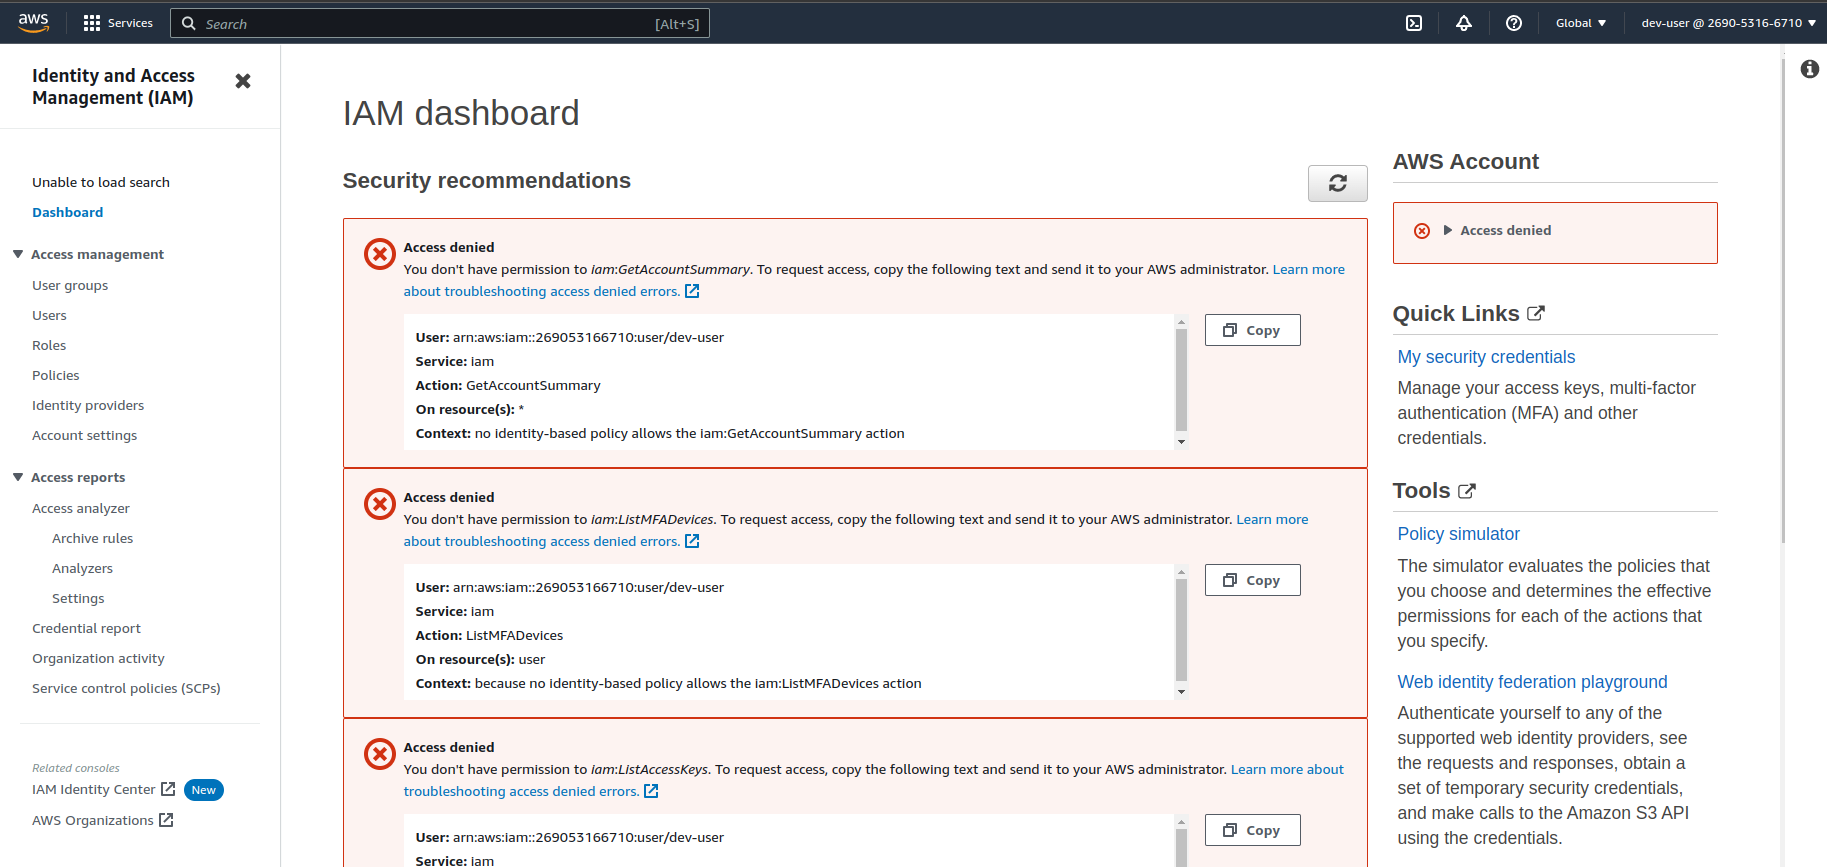 aws
Services
Search
[Alt+S]
Global
dev-user @ 2690-5316-6710
Identity and Access
Management (IAM)
Unable to load search
Dashboard
Access management
User groups
Users
Roles
Policies
Identity providers
Account settings
Access reports
Access analyzer
Archive rules
Analyzers
Settings
Credential report
Organization activity
Service control policies (SCPs)
Related consoles
IAM Identity Center
New
AWS Organizations
IAM dashboard
Security recommendations
Access denied
You don't have permission to iam:GetAccountSummary. To request access, copy the following text and send it to your AWS administrator. Learn more
about troubleshooting access denied errors.
User: arn:aws:iam::269053166710:user/dev-user
Service: iam
Action: GetAccountSummary
On resource(s): *
Context: no identity-based policy allows the iam:GetAccountSummary action
Copy
Access denied
You don't have permission to iam:ListMFADevices. To request access, copy the following text and send it to your AWS administrator. Learn more
about troubleshooting access denied errors.
User: arn:aws:iam::269053166710:user/dev-user
Service: iam
Action: ListMFADevices
On resource(s): user
Context: because no identity-based policy allows the iam:ListMFADevices action
Copy
Access denied
You don't have permission to iam:ListAccessKeys. To request access, copy the following text and send it to your AWS administrator. Learn more about
troubleshooting access denied errors.
User: arn:aws:iam::269053166710:user/dev-user
Service: iam
Copy
AWS Account
Access denied
Quick Links
My security credentials
Manage your access keys, multi-factor
authentication (MFA) and other
credentials.
Tools
Policy simulator
The simulator evaluates the policies that
you choose and determines the effective
permissions for each of the actions that
you specify.
Web identity federation playground
Authenticate yourself to any of the
supported web identity providers, see
the requests and responses, obtain a
set of temporary security credentials,
and make calls to the Amazon S3 API
using the credentials.